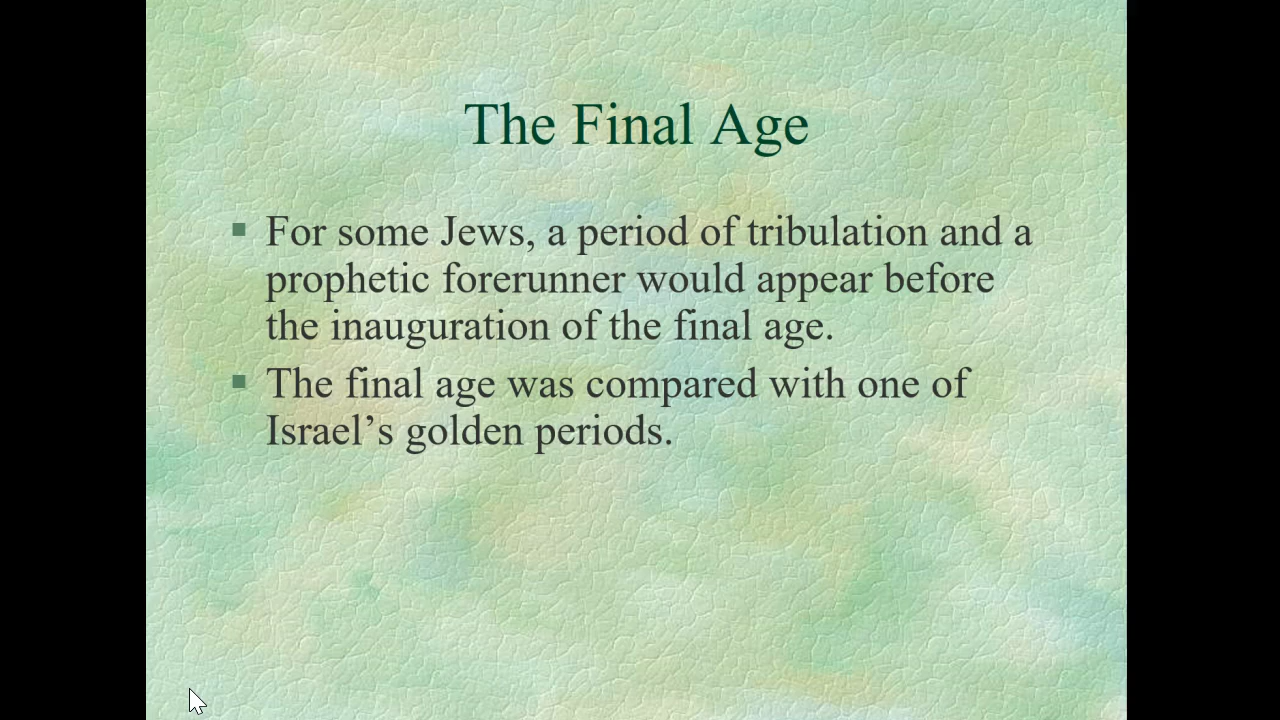 The Final Age
For some Jews, a period of tribulation and a
prophetic forerunner would appear before
the inauguration of the final age.
The final age was compared with one of
Israel’s golden periods.